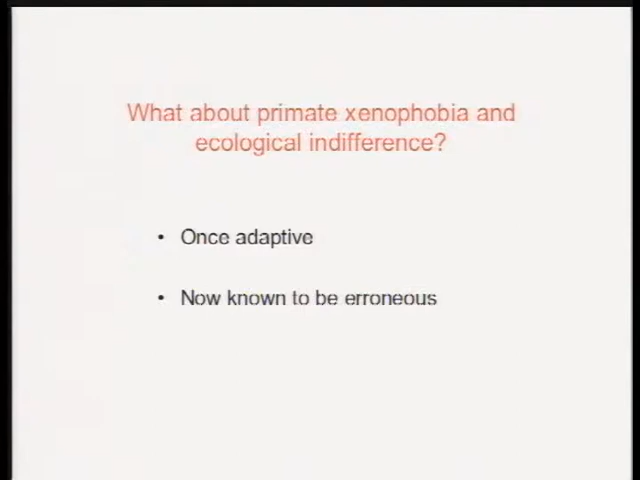 What about primate xenophobia and
ecological indifference?
• Once adaptive
• Now known to be erroneous